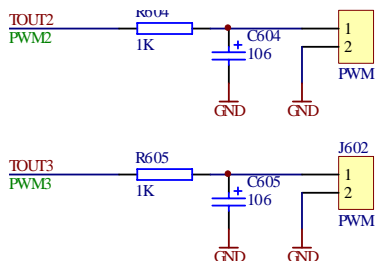 R604
TOUT2
C604
1
PWM2
1K
106
2
GND
GND
PWM
J602
TOUT3
R605
1
PWM3
1K
C605
2
106
PWM
GND
GND